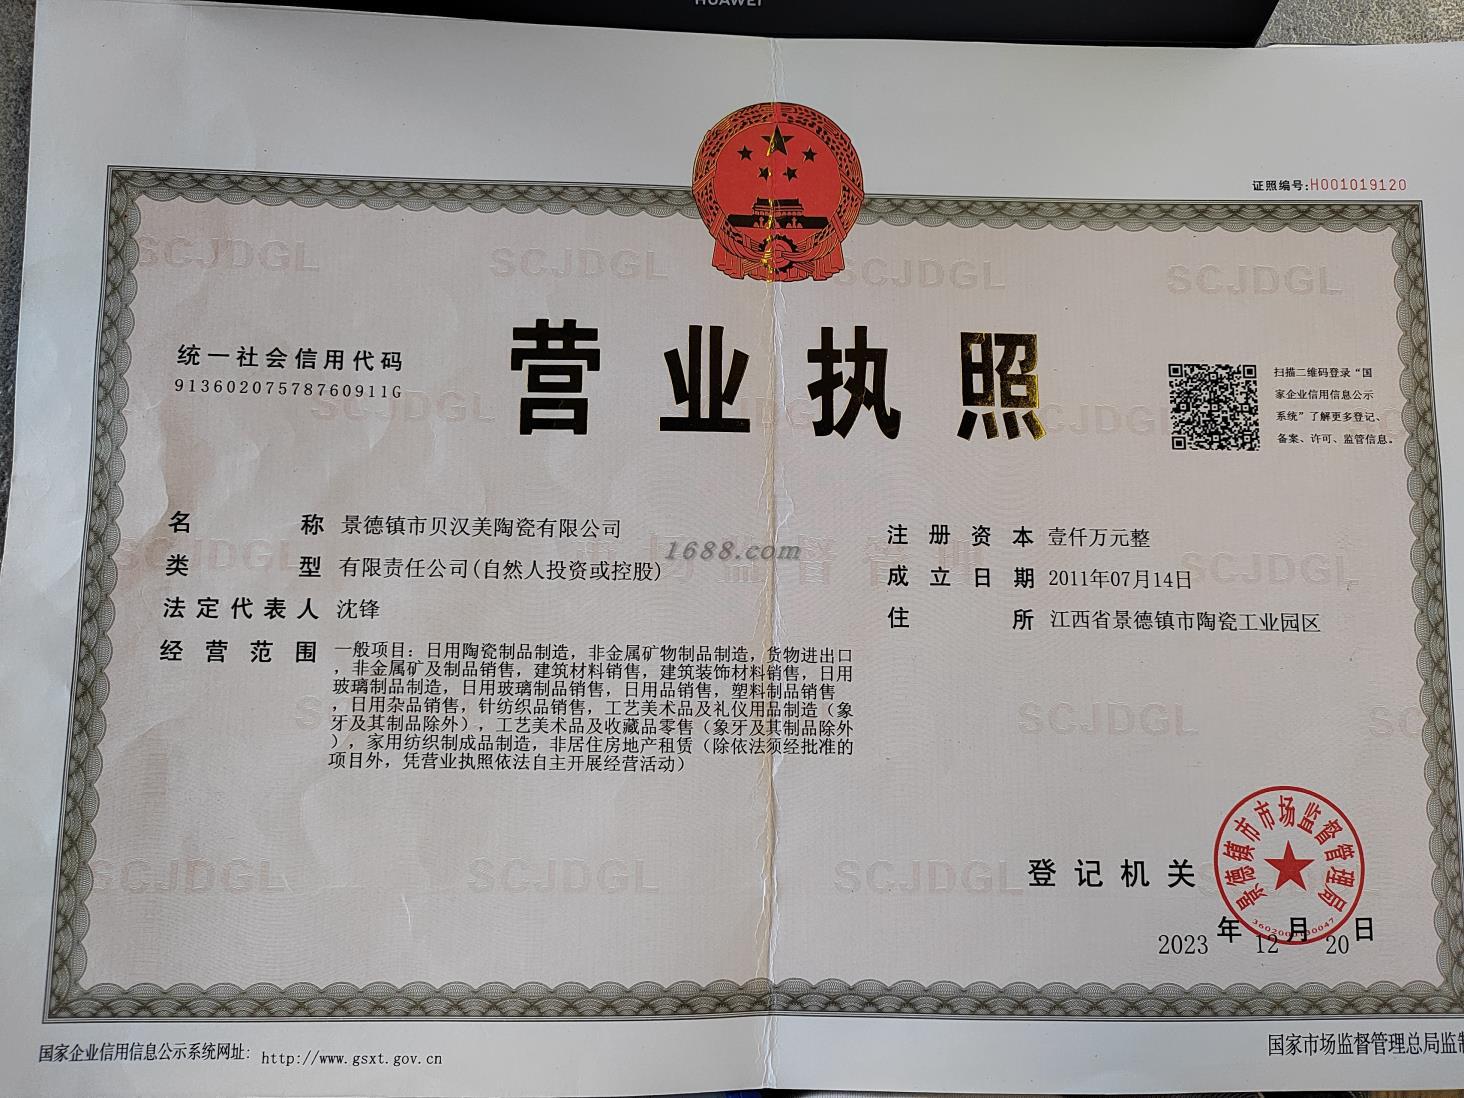 HUAWEI
证照编号:H001019120
统一社会信用代码
91360207578760911G
营业执照
扫描二维码登录“国
家企业信用信息公示
系统”了解更多登记、
备案、许可、监管信息。
名称 景德镇市贝汉美陶瓷有限公司
类型 有限责任公司(自然人投资或控股)
法定代表人 沈锋
经营范围 一般项目：日用陶瓷制品制造，非金属矿物制品制造，货物进出口
，非金属矿及制品销售，建筑材料销售，建筑装饰材料销售，日用
玻璃制品制造，日用玻璃制品销售，日用品销售，塑料制品销售
，日用杂品销售，针纺织品销售，工艺美术品及礼仪用品制造（象
牙及其制品除外），工艺美术品及收藏品零售（象牙及其制品除外
），家用纺织制成品制造，非居住房地产租赁（除依法须经批准的
项目外，凭营业执照依法自主开展经营活动）
注册资本 壹仟万元整
成立日期 2011年07月14日
住所 江西省景德镇市陶瓷工业园区
1688.com
登记机关
景德镇市市场监督管理局
2023年12月20日
国家企业信用信息公示系统网址：http://www.gsxt.gov.cn
国家市场监督管理总局监制
SCJDGL